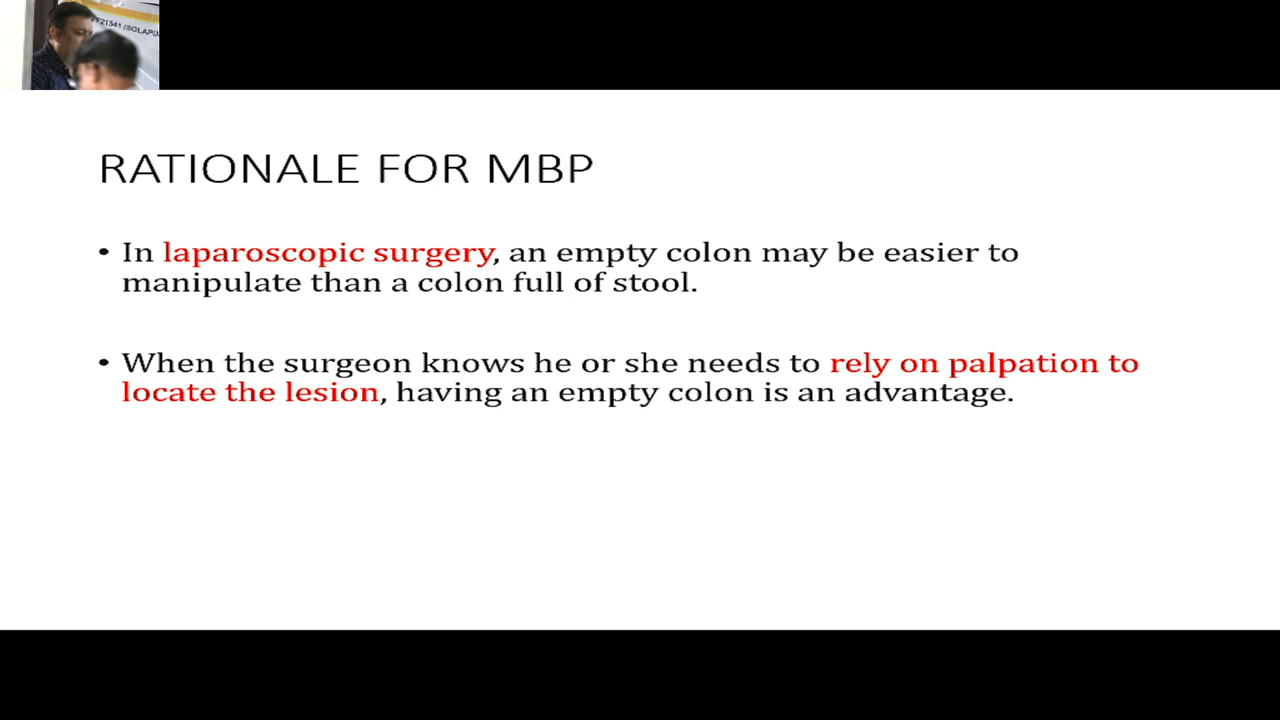 F21541 (SOLAPU
RATIONALE FOR MBP
• In laparoscopic surgery, an empty colon may be easier to
manipulate than a colon full of stool.
• When the surgeon knows he or she needs to rely on palpation to
locate the lesion, having an empty colon is an advantage.